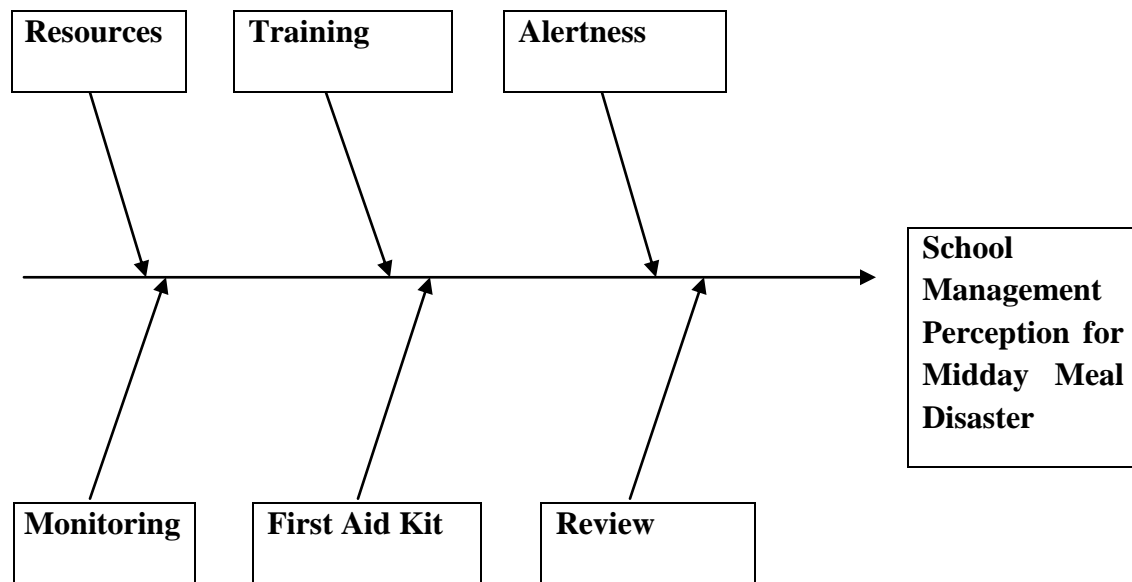 Resources
Training
Alertness
School
Management
Perception for
Midday Meal
Disaster
Monitoring
First Aid Kit
Review